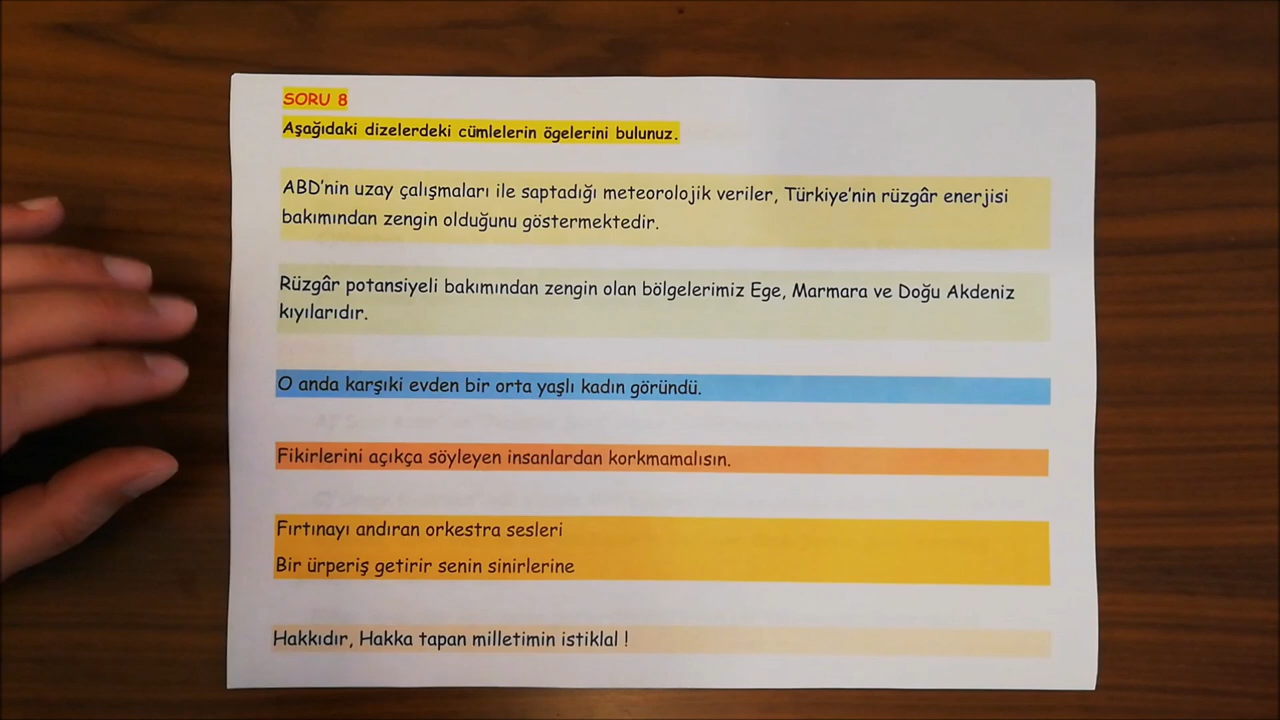 SORU 8
Aşağıdaki dizelerdeki cümlelerin ögelerini bulunuz.
ABD'nin uzay çalışmaları ile saptadığı meteorolojik veriler, Türkiye'nin rüzgâr enerjisi
bakımından zengin olduğunu göstermektedir.
Rüzgâr potansiyeli bakımından zengin olan bölgelerimiz Ege, Marmara ve Doğu Akdeniz
kıyılarıdır.
O anda karşıki evden bir orta yaşlı kadın göründü.
Fikirlerini açıkça söyleyen insanlardan korkmamalısın.
Fırtınayı andıran orkestra sesleri
Bir ürperiş getirir senin sinirlerine
Hakkıdır, Hakka tapan milletimin istiklal !